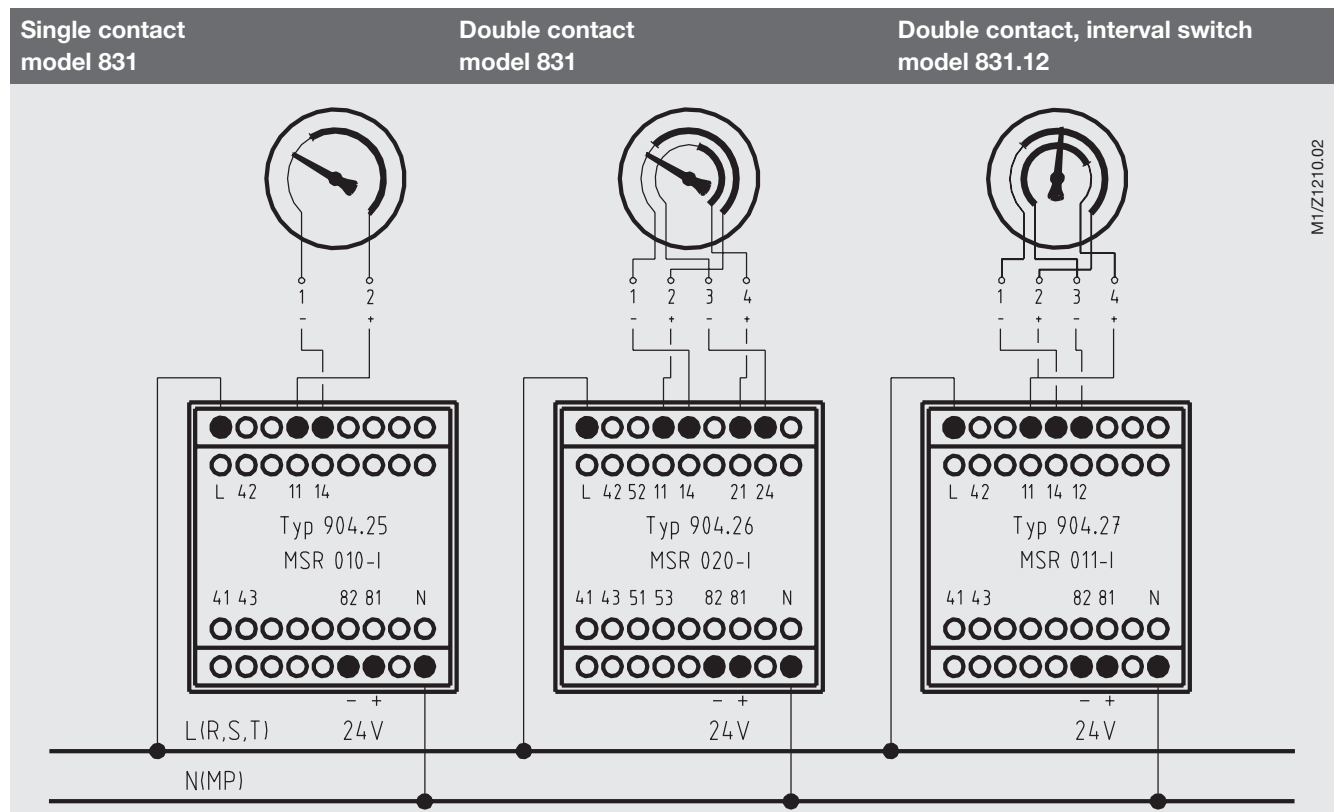 Single contact
model 831
Double contact
model 831
Double contact, interval switch
model 831.12
M1/Z1210.02
1 2
- +
1 2 3 4
- + - +
1 2 3 4
- + - +
L 42 11 14
Typ 904.25
MSR 010-I
41 43 82 81 N
- +
24V
L 42 52 11 14 21 24
Typ 904.26
MSR 020-I
41 43 51 53 82 81 N
- +
24V
L 42 11 14 12
Typ 904.27
MSR 011-I
41 43 82 81 N
- +
24V
L(R,S,T)
N(MP)